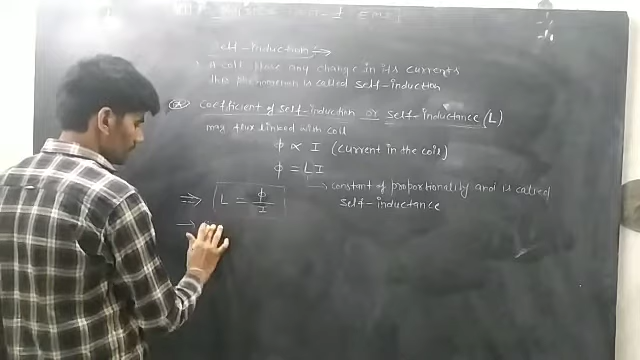 Self-induction :→
A coil flose any change in its currents
this phenomenon is called self-induction
Coefficient of self-induction or self-inductance (L)
mag flux linked with coil
ϕ ∝ I (current in the coil)
ϕ = L I
→ constant of proportionality and is called
self-inductance
⇒ L = ϕ / I
→